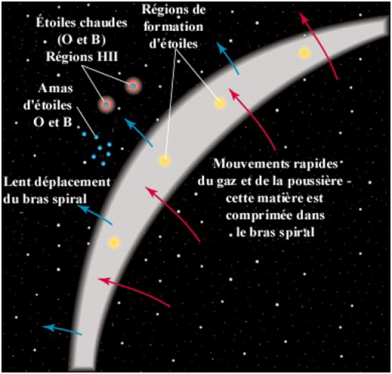 Étoiles chaudes
(O et B)
Régions HII
Régions de
formation
d'étoiles
Amas
d'étoiles
O et B
Lent déplacement
du bras spiral
Mouvements rapides
du gaz et de la poussière -
cette matière est
comprimée dans
le bras spiral